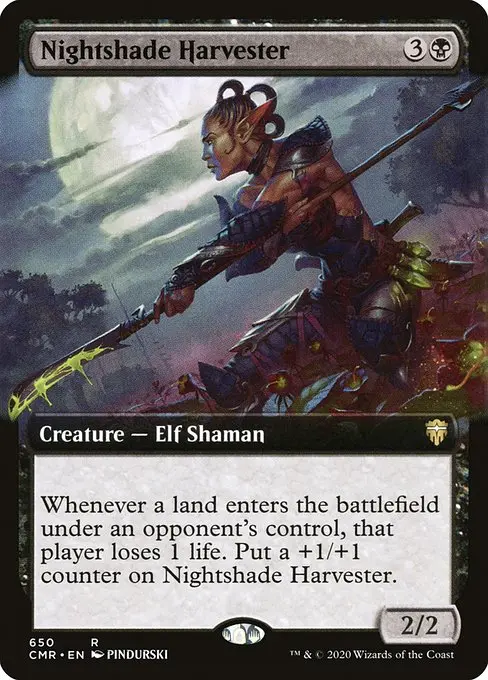 Nightshade Harvester 3
Creature — Elf Shaman
Whenever a land enters the battlefield
under an opponent's control, that
player loses 1 life. Put a +1/+1
counter on Nightshade Harvester.
2/2
650 R
CMR • EN PINDURSKI ™ & © 2020 Wizards of the Coast